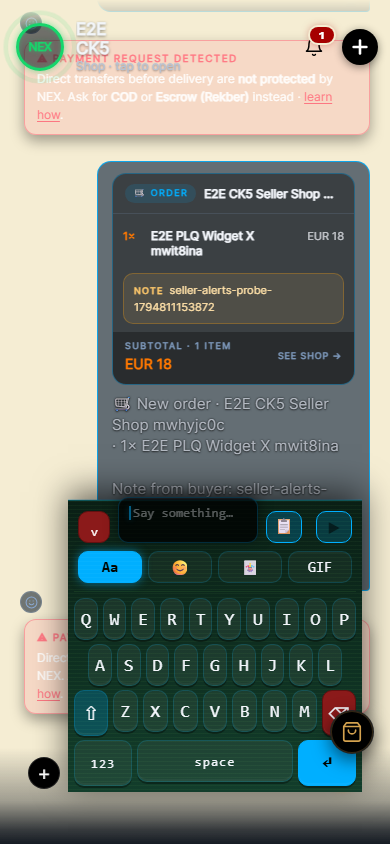 NEX
E2E
CK5
Shop · tap to open
1
PAYMENT REQUEST DETECTED
Direct transfers before delivery are not protected by
NEX. Ask for COD or Escrow (Rekber) instead · learn
how.
ORDER E2E CK5 Seller Shop ...
1× E2E PLQ Widget X EUR 18
mwit8ina
NOTE seller-alerts-probe-
1794811153872
SUBTOTAL · 1 ITEM
EUR 18
SEE SHOP →
🛒 New order · E2E CK5 Seller
Shop mwhyjc0c
· 1× E2E PLQ Widget X mwit8ina
Note from buyer: seller-alerts-
v
Say something…
Aa
GIF
Q W E R T Y U I O P
A S D F G H J K L
Z X C V B N M
123
space
PA
Direc
NEX.
how